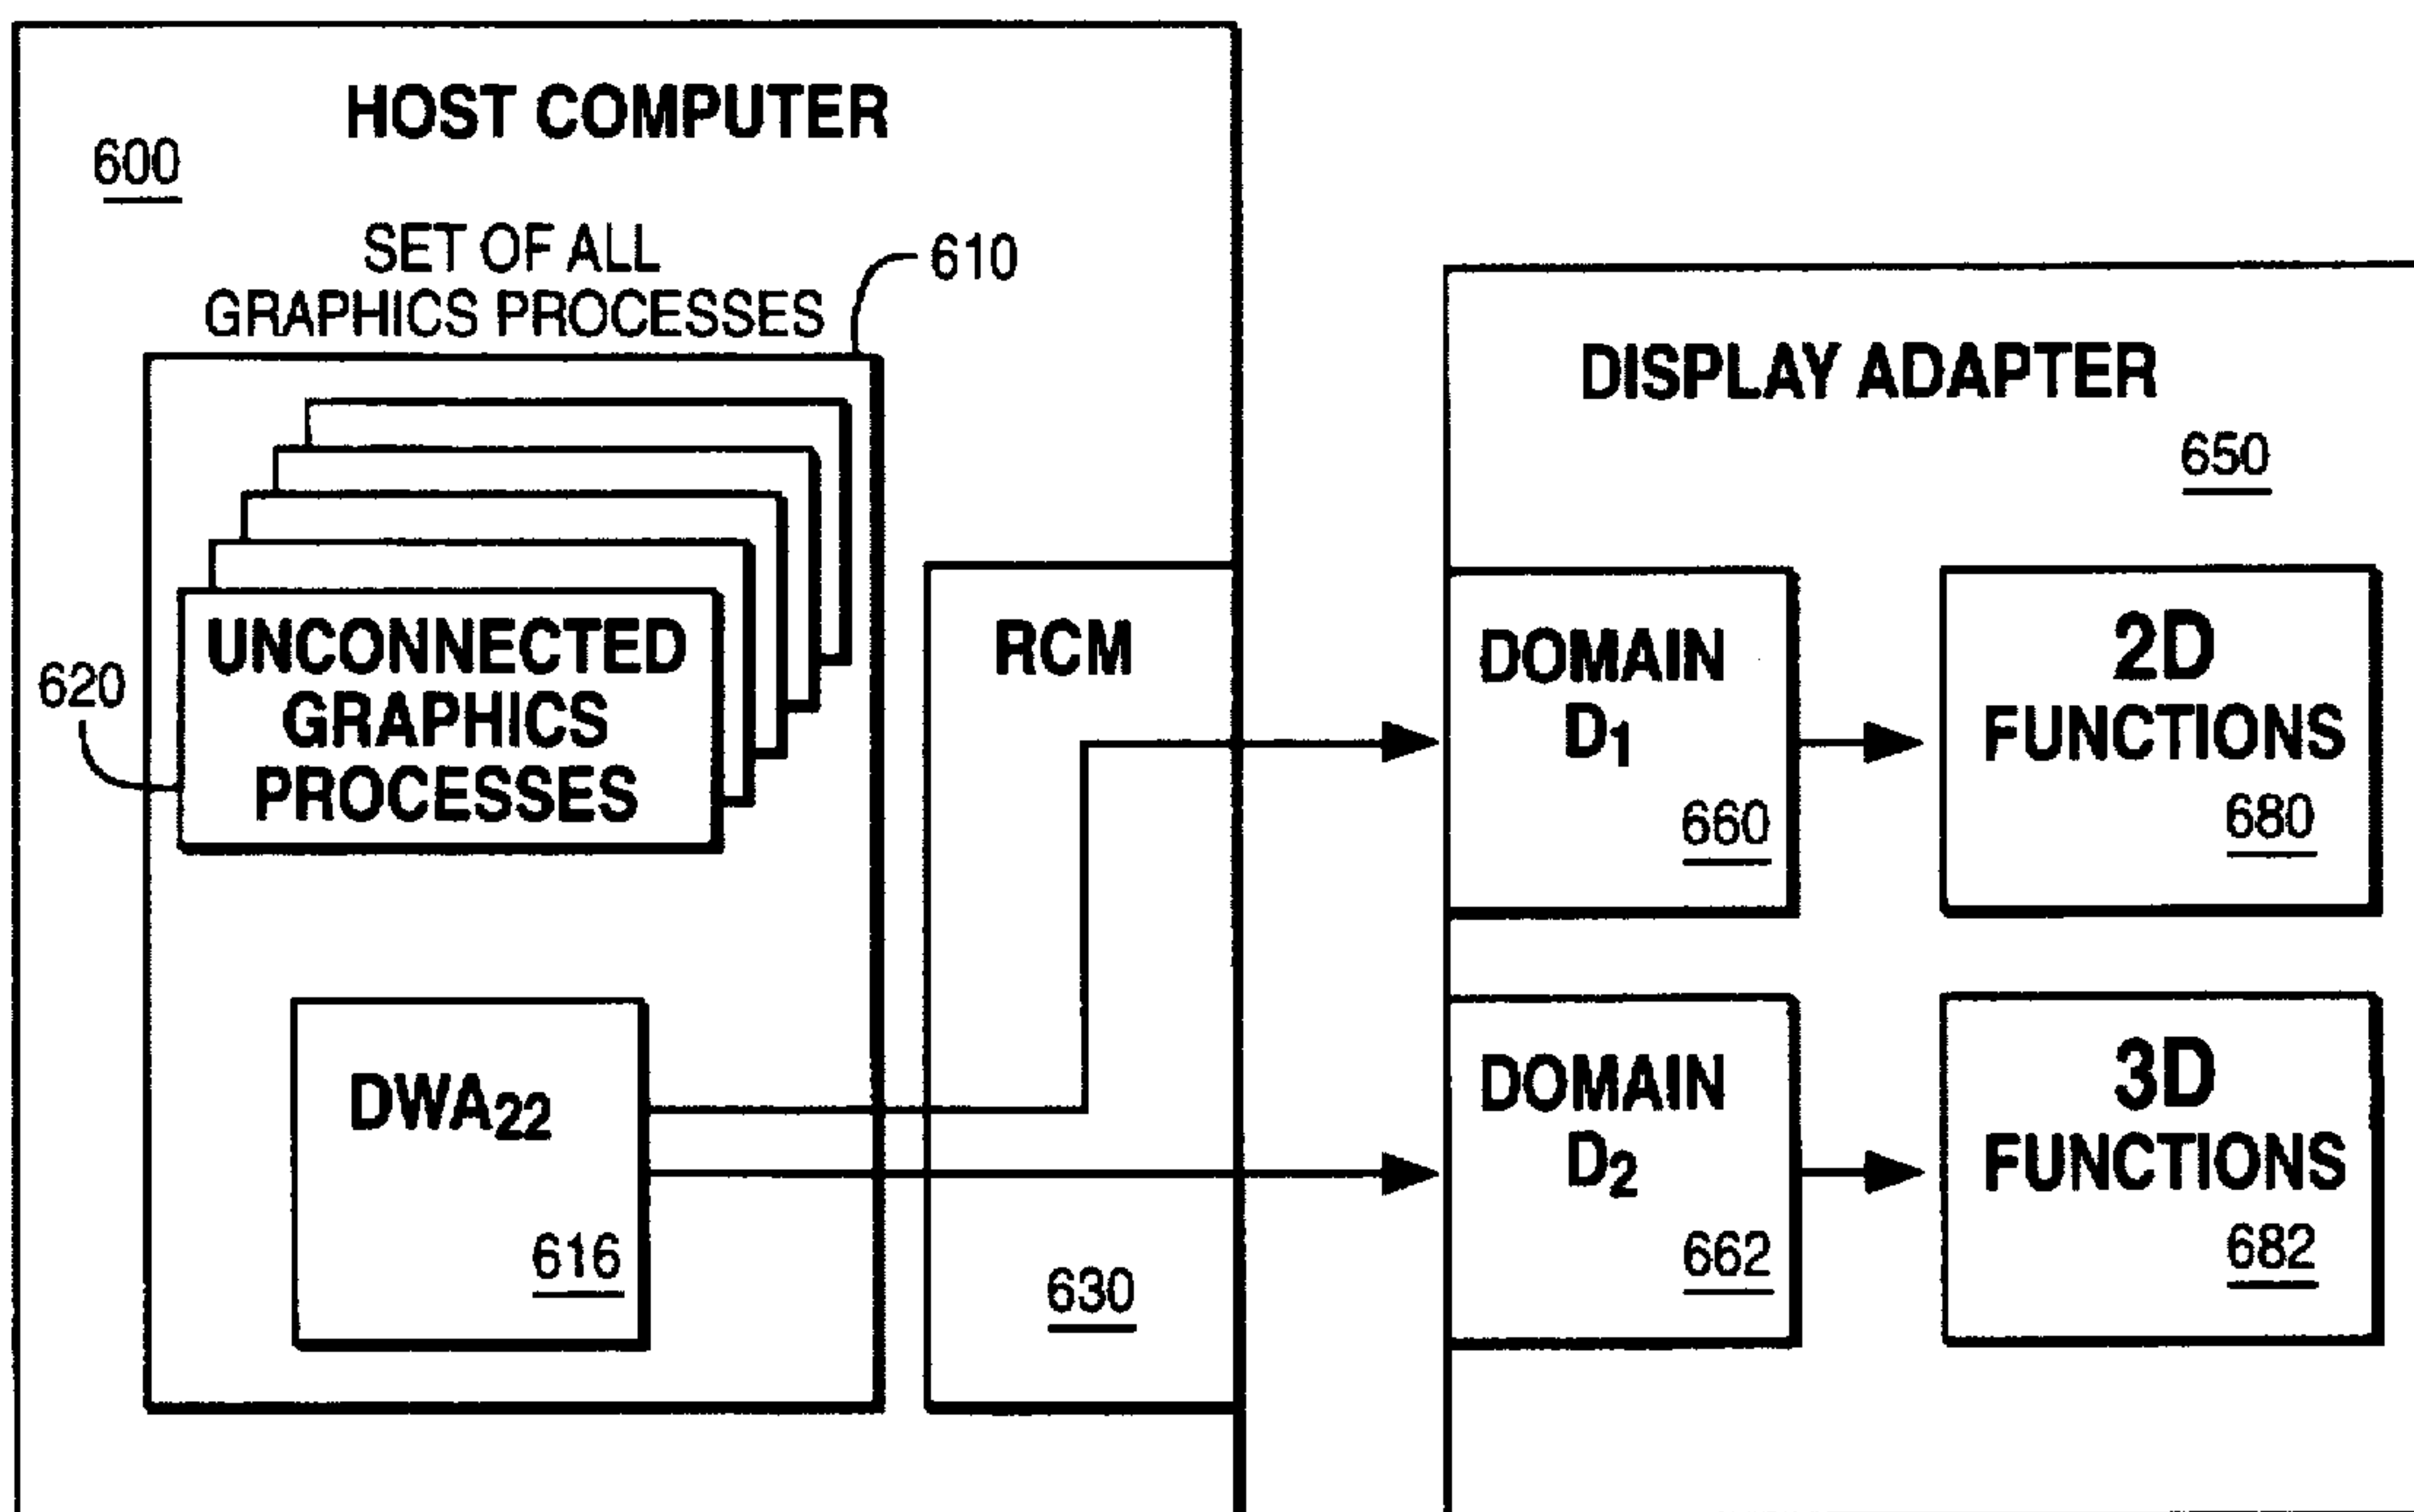 HOST COMPUTER
600
SET OF ALL
GRAPHICS PROCESSES
610
UNCONNECTED
GRAPHICS
PROCESSES
620
DWA22
616
RCM
630
DISPLAY ADAPTER
650
DOMAIN
D1
660
2D
FUNCTIONS
680
DOMAIN
D2
662
3D
FUNCTIONS
682